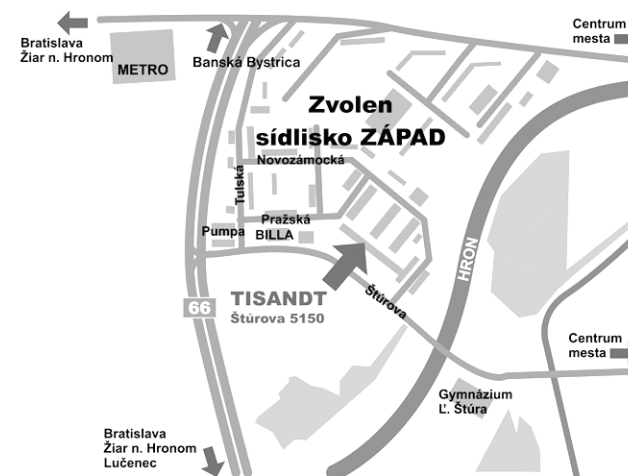 Centrum
mesta
Bratislava
Žiar n. Hronom
METRO
Banská Bystrica
Zvolen
sídlisko ZÁPAD
Novozámocká
Tulská
Pražská
Pumpa
BILLA
HRON
66
TISANDT
Štúrova 5150
Štúrova
Centrum
mesta
Gymnázium
Ľ. Štúra
Bratislava
Žiar n. Hronom
Lučenec